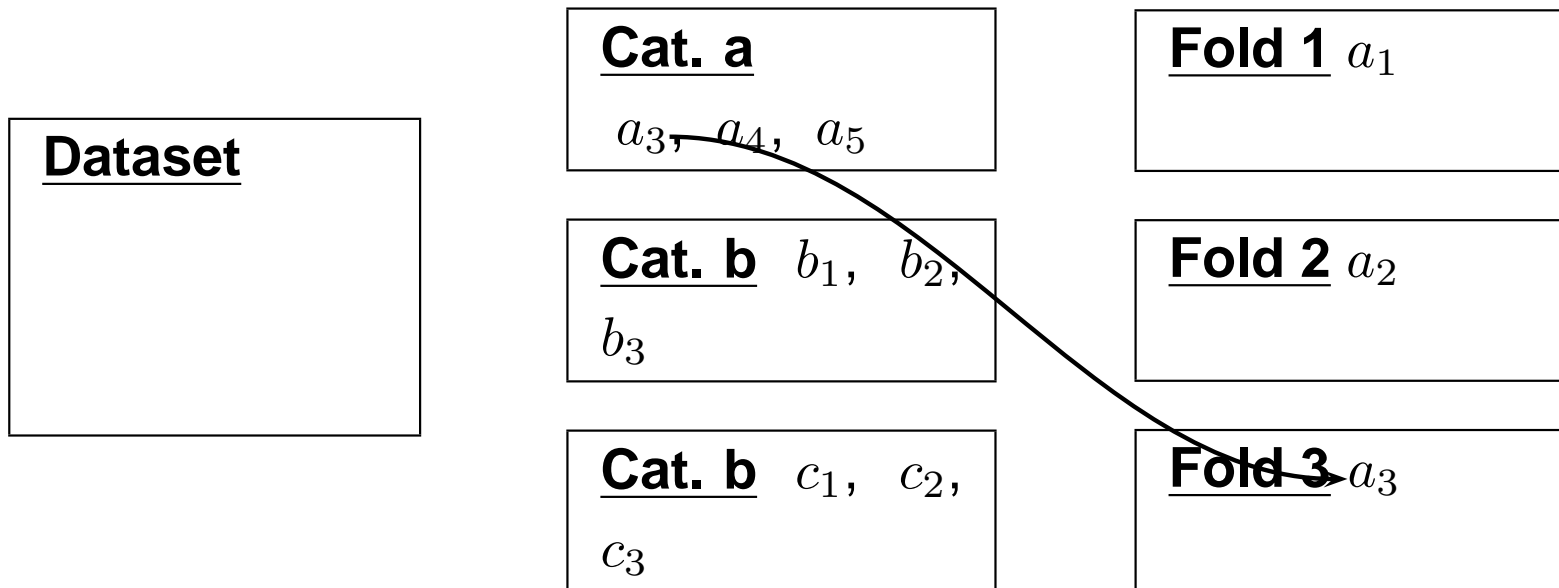 Dataset
Cat. a
a₃, a₄, a₅
Cat. b b₁, b₂,
b₃
Cat. b c₁, c₂,
c₃
Fold 1 a₁
Fold 2 a₂
Fold 3 a₃